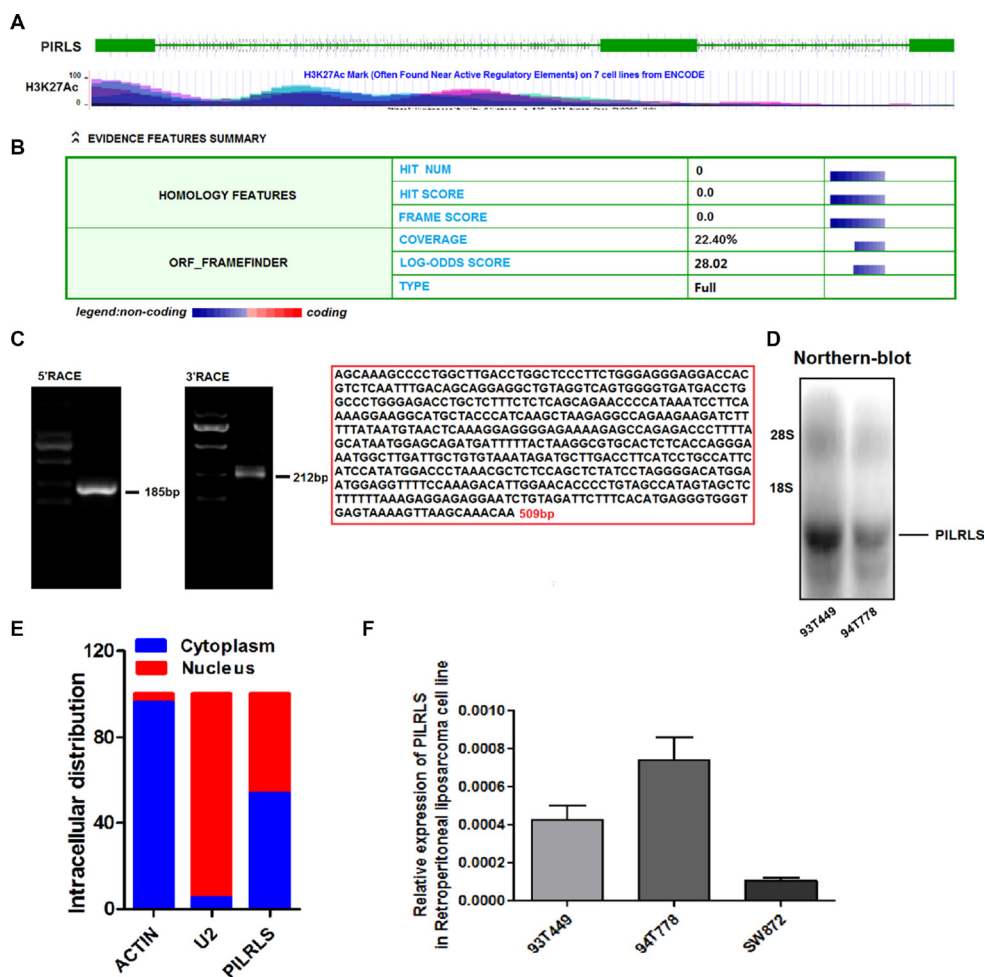 A
PIRLS
H3K27Ac
H3K27Ac Mark (Often Found Near Active Regulatory Elements) on 7 cell lines from ENCODE
100
0
EVIDENCE FEATURES SUMMARY
B
HOMOLOGY FEATURES
HIT NUM
0
HIT SCORE
0.0
FRAME SCORE
0.0
ORF_FRAMEFINDER
COVERAGE
22.40%
LOG-ODDS SCORE
28.02
TYPE
Full
legend:non-coding
coding
C
5'RACE
185bp
3'RACE
212bp
AGCAAAGCCCCTGGCTTGACCTGGCTCCCTTCTGGGAGGGAGGACCAC
GTCTCAATTTGACAGCAGGAGGCTGTAGGTCAGTGGGGTGATGACCTG
GCCCTGGGAGACCTGCTCTTTCTCTCAGCAGAACCCCATAAATCCTTCA
AAAGGAAGGCATGCTACCCATCAAGCTAAGAGGCCAGAAGAAGATCTT
TTATAATGTAACTCAAAGGAGGGGAGAAAAGAGCCAGAGACCCTTTTA
GCATAATGGAGCAGATGATTTTTACTAAGGCGTGCACTCTCACCAGGGA
AATGGCTTGATTGCTGTGTAAATAGATGCTTGACCTTCATCCTGCCATTC
ATCCATATGGACCCTAAACGCTCTCCAGCTCTATCCTAGGGGACATGGA
ATGGAGGTTTTCCAAAGACATTGGAACACCCCTGTAGCCATAGTAGCTC
TTTTTTTAAAGAGGAGAGGAATCTGTAGATTCTTTCACATGAGGGTGGGT
GAGTAAAAGTTAAGCAAACAA 509bp
D
Northern-blot
28S
18S
PILRLS
93T449
94T778
E
Cytoplasm
Nucleus
Intracellular distribution
120
80
40
0
ACTIN
U2
PILRLS
F
Relative expression of PILRLS
in Retroperitoneal liposarcoma cell line
0.0010
0.0008
0.0006
0.0004
0.0002
0.0000
93T449
94T778
SW872